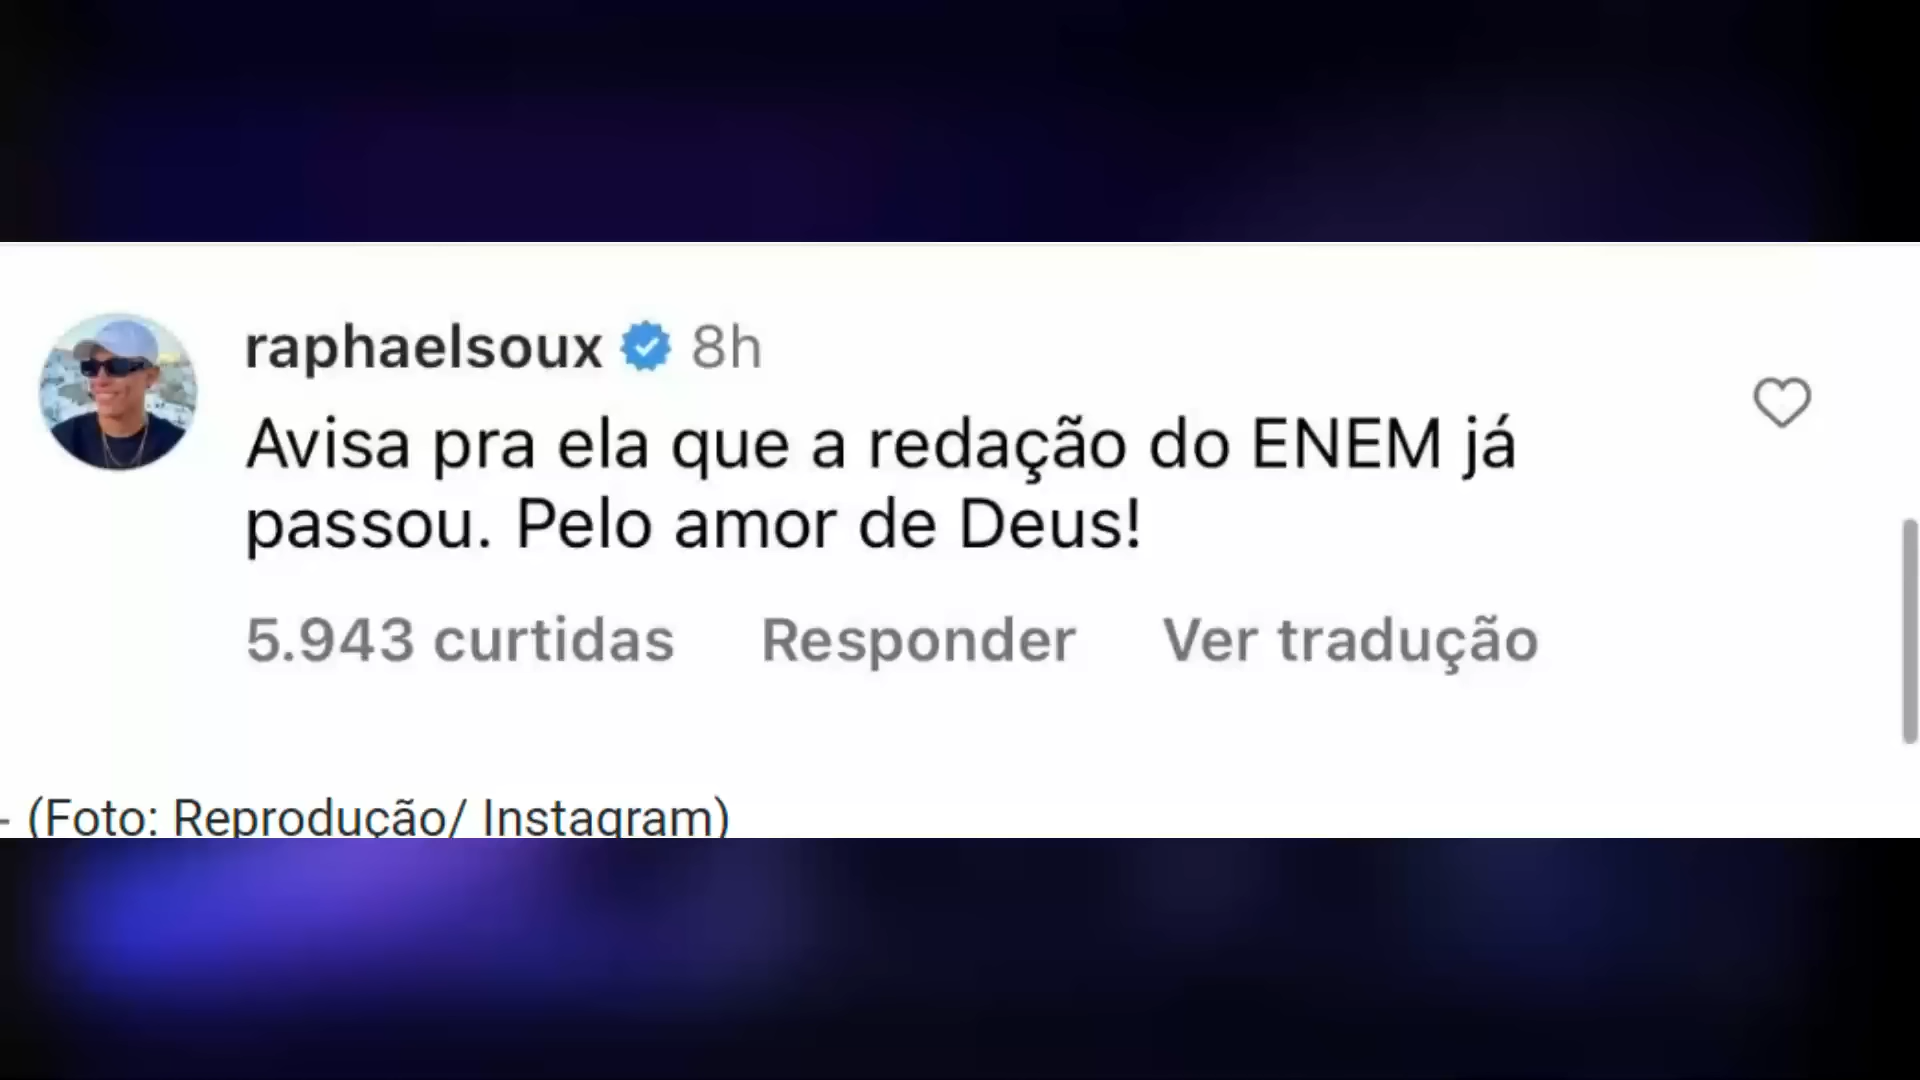 raphaelsoux 8h
Avisa pra ela que a redação do ENEM já
passou. Pelo amor de Deus!
5.943 curtidas Responder Ver tradução
- (Foto: Reprodução/ Instagram)